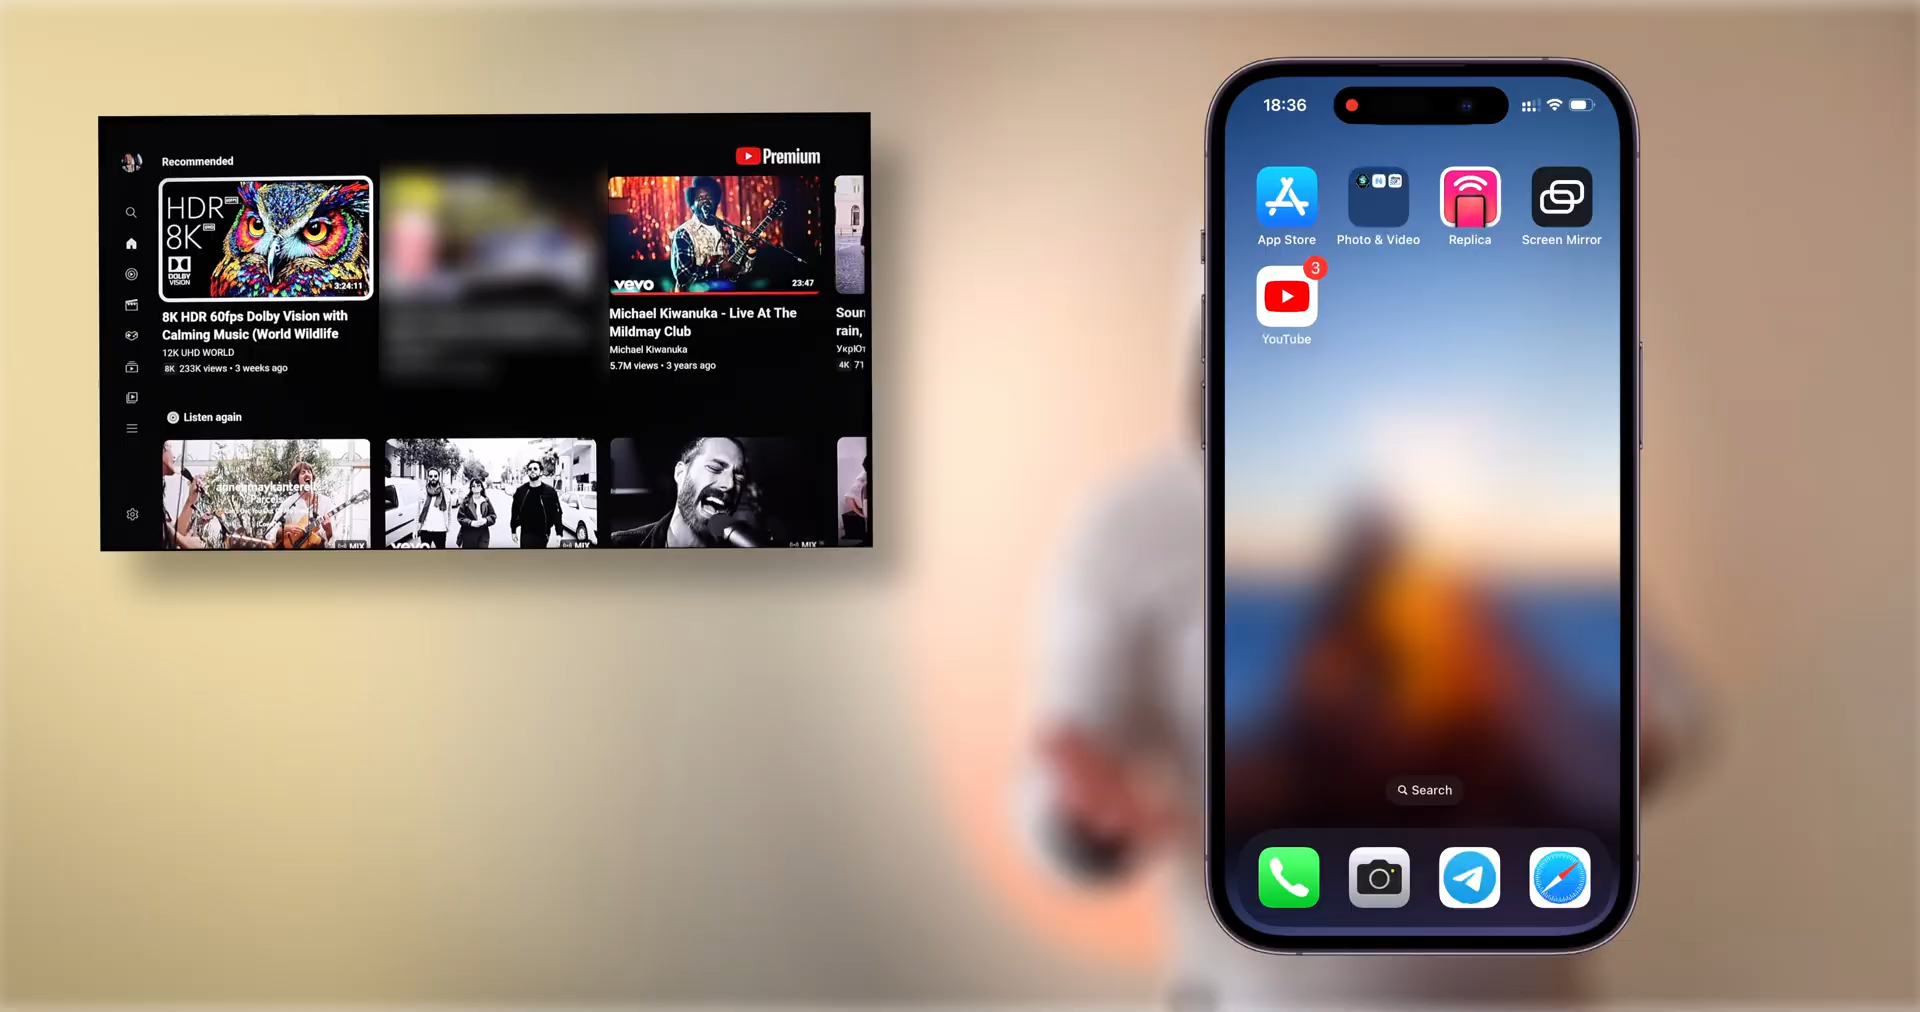 Recommended
Premium
HDR
8K
DOLBY
VISION
3:24:11
vevo
23:47
8K HDR 60fps Dolby Vision with
Calming Music (World Wildlife
12K UHD WORLD
8K 233K views • 3 weeks ago
Michael Kiwanuka - Live At The
Mildmay Club
Michael Kiwanuka
5.7M views • 3 years ago
Soun
rain,
УкрЮт
4K 71
Listen again
Parcels
vevo
MIX
MIX
18:36
App Store
Photo & Video
Replica
Screen Mirror
3
YouTube
Search